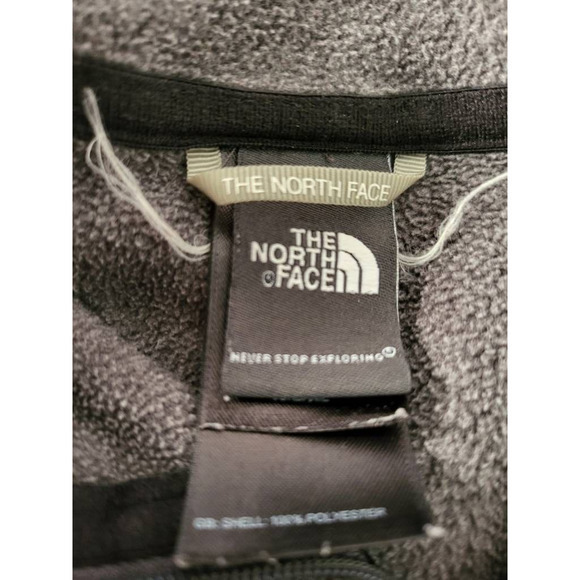 THE NORTH FACE
THE
NORTH
FACE
NEVER STOP EXPLORING
GB: SHELL: 100% POLYESTER